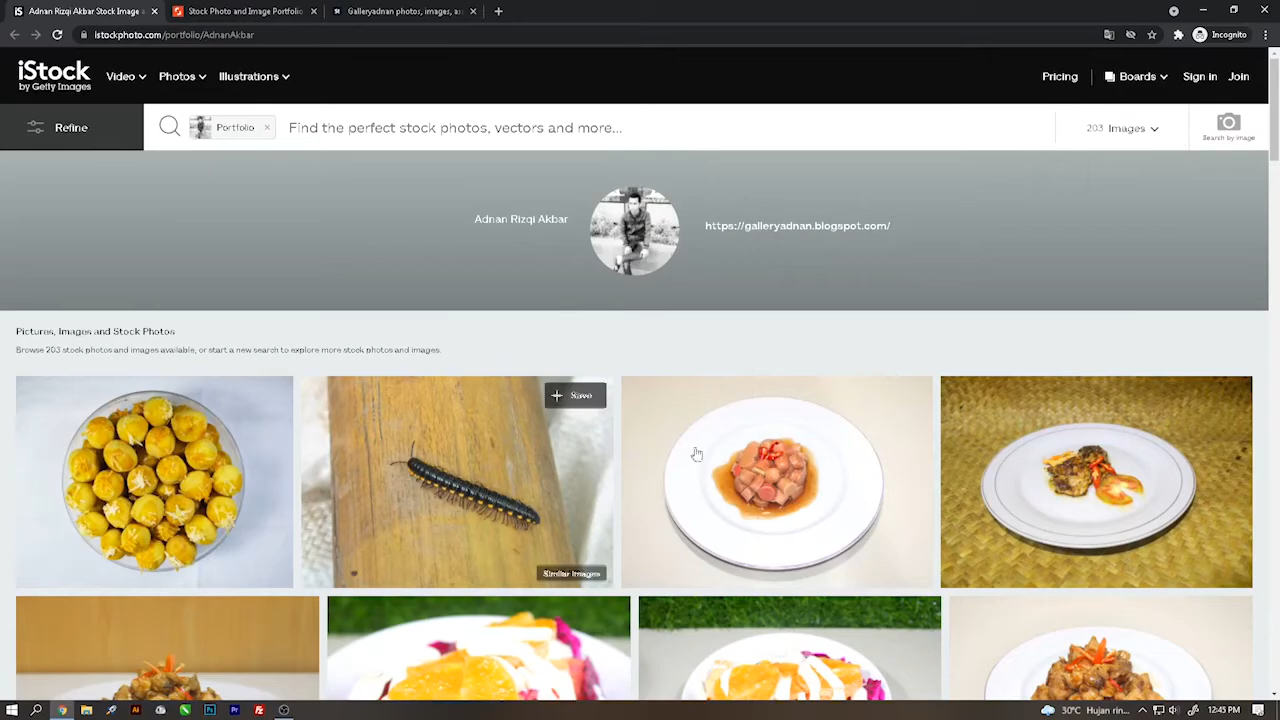 Adnan Rizqi Akbar Stock Image a
Stock Photo and Image Portfolio
Galleryadnan photos, images, as
istockphoto.com/portfolio/AdnanAkbar
Incognito
iStock
by Getty Images
Video
Photos
Illustrations
Pricing
Boards
Sign in
Join
Refine
Portfolio
Find the perfect stock photos, vectors and more...
203 Images
Search by image
Adnan Rizqi Akbar
https://galleryadnan.blogspot.com/
Pictures, Images and Stock Photos
Browse 203 stock photos and images available, or start a new search to explore more stock photos and images.
Save
Similar images
Ai
Ps
Pr
30°C Hujan rin...
12:45 PM